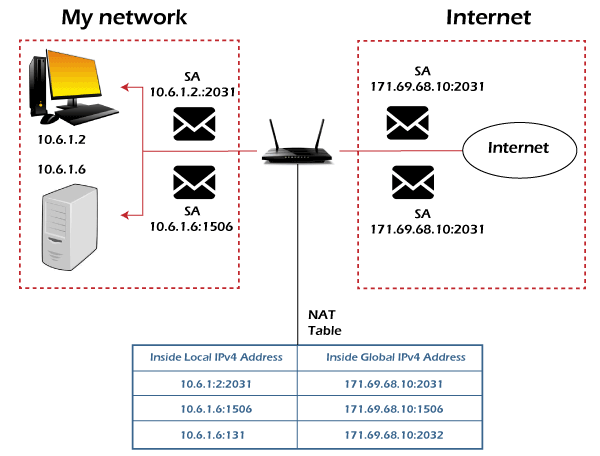 My network
Internet
SA
10.6.1.2.:2031
10.6.1.2
10.6.1.6
SA
10.6.1.6:1506
SA
171.69.68.10:2031
Internet
SA
171.69.68.10:2031
NAT
Table
Inside Local IPv4 Address Inside Global IPv4 Address
10.6.1:2:2031 171.69.68.10:2031
10.6.1.6:1506 171.69.68.10:1506
10.6.1.6:131 171.69.68.10:2032